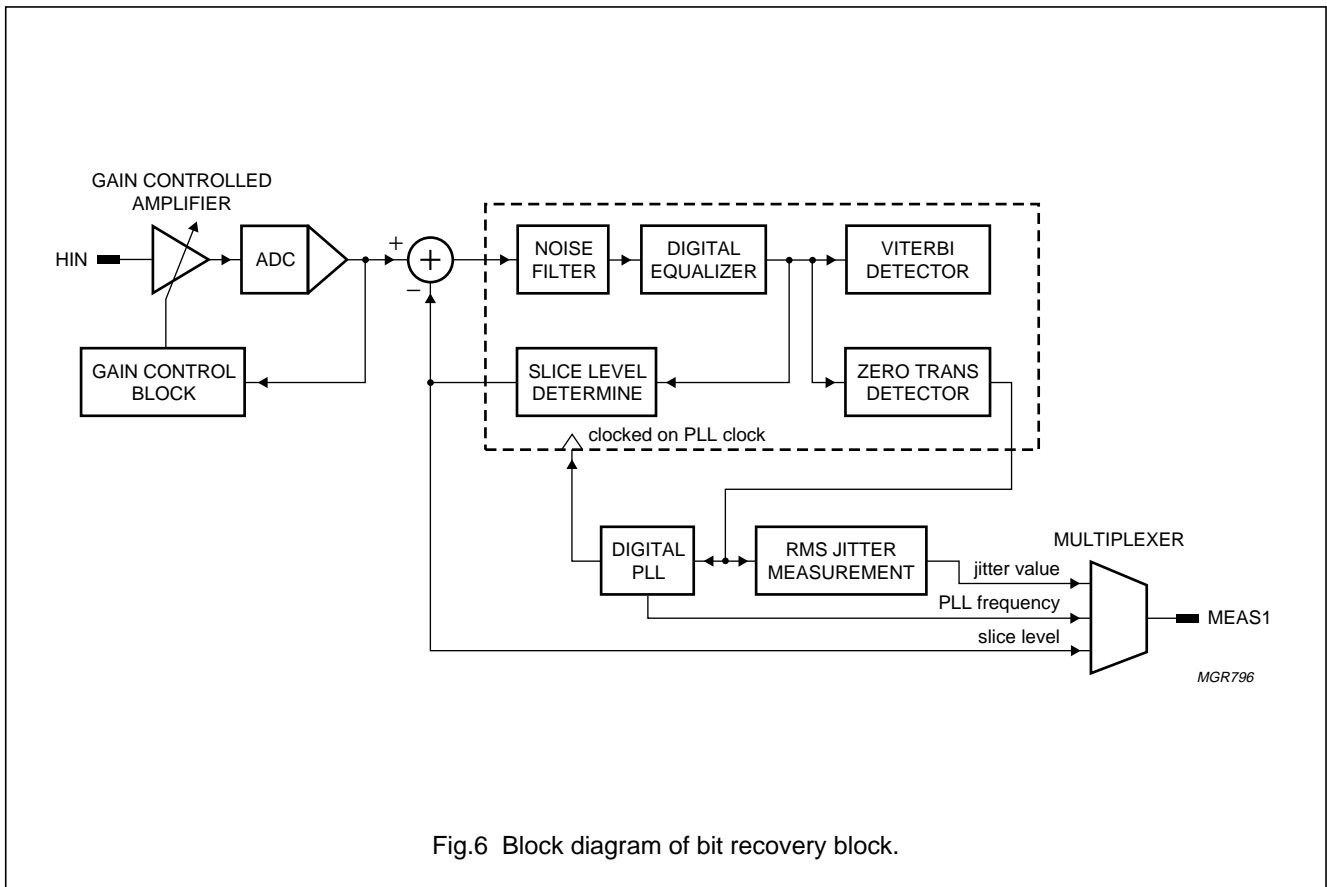 GAIN CONTROLLED
AMPLIFIER
HIN
ADC
+
+
−
NOISE
FILTER
DIGITAL
EQUALIZER
VITERBI
DETECTOR
GAIN CONTROL
BLOCK
SLICE LEVEL
DETERMINE
ZERO TRANS
DETECTOR
clocked on PLL clock
DIGITAL
PLL
RMS JITTER
MEASUREMENT
MULTIPLEXER
jitter value
PLL frequency
MEAS1
slice level
MGR796
Fig.6 Block diagram of bit recovery block.